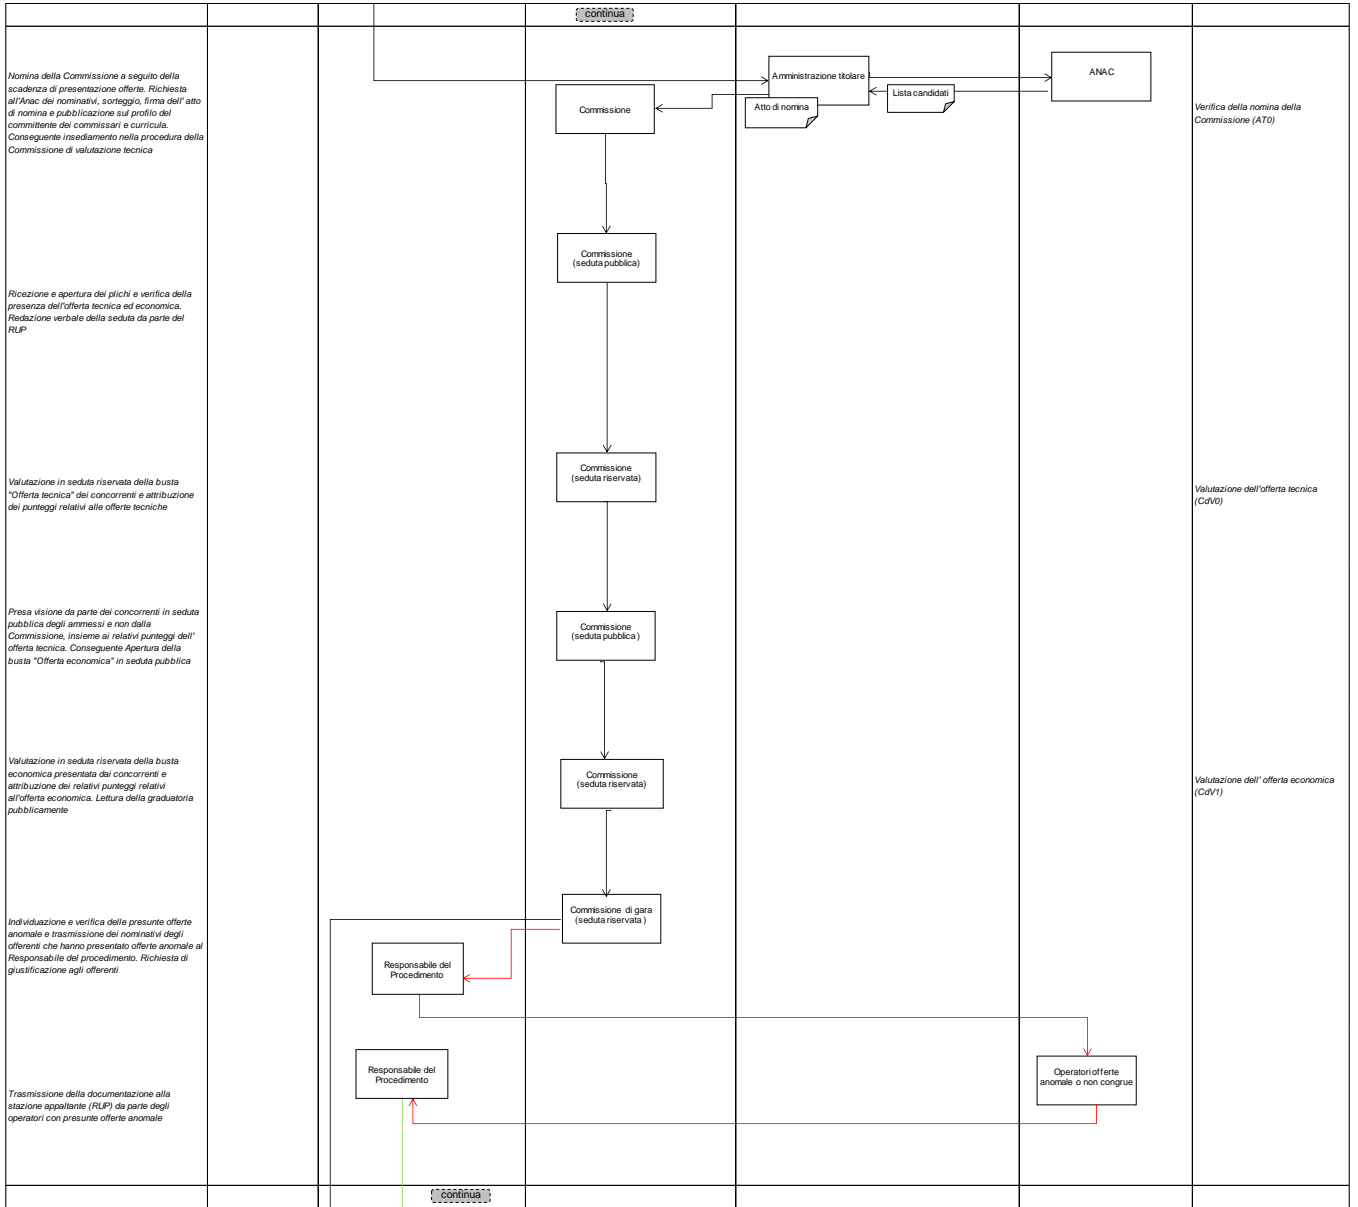 continua
Nomina della Commissione a seguito della
scadenza di presentazione offerte. Richiesta
all'Anac dei nominativi, sorteggio, firma dell' atto
di nomina e pubblicazione sul profilo del
committente dei commissari e curricula.
Conseguente insediamento nella procedura della
Commissione di valutazione tecnica
Commissione
Amministrazione titolare
Atto di nomina
Lista candidati
ANAC
Verifica della nomina della
Commissione (AT0)
Commissione
(seduta pubblica)
Ricezione e apertura dei plichi e verifica della
presenza dell'offerta tecnica ed economica.
Redazione verbale della seduta da parte del
RUP
Valutazione in seduta riservata della busta
"Offerta tecnica" dei concorrenti e attribuzione
dei punteggi relativi alle offerte tecniche
Commissione
(seduta riservata)
Valutazione dell'offerta tecnica
(CdV0)
Presa visione da parte dei concorrenti in seduta
pubblica degli ammessi e non dalla
Commissione, insieme ai relativi punteggi dell'
offerta tecnica. Conseguente Apertura della
busta "Offerta economica" in seduta pubblica
Commissione
(seduta pubblica )
Valutazione in seduta riservata della busta
economica presentata dai concorrenti e
attribuzione dei relativi punteggi relativi
all'offerta economica. Lettura della graduatoria
pubblicamente
Commissione
(seduta riservata)
Valutazione dell' offerta economica
(CdV1)
Individuazione e verifica delle presunte offerte
anomale e trasmissione dei nominativi degli
offerenti che hanno presentato offerte anomale al
Responsabile del procedimento. Richiesta di
giustificazione agli offerenti
Commissione di gara
(seduta riservata )
Responsabile del
Procedimento
Trasmissione della documentazione alla
stazione appaltante (RUP) da parte degli
operatori con presunte offerte anomale
Responsabile del
Procedimento
Operatori offerte
anomale o non congrue
continua